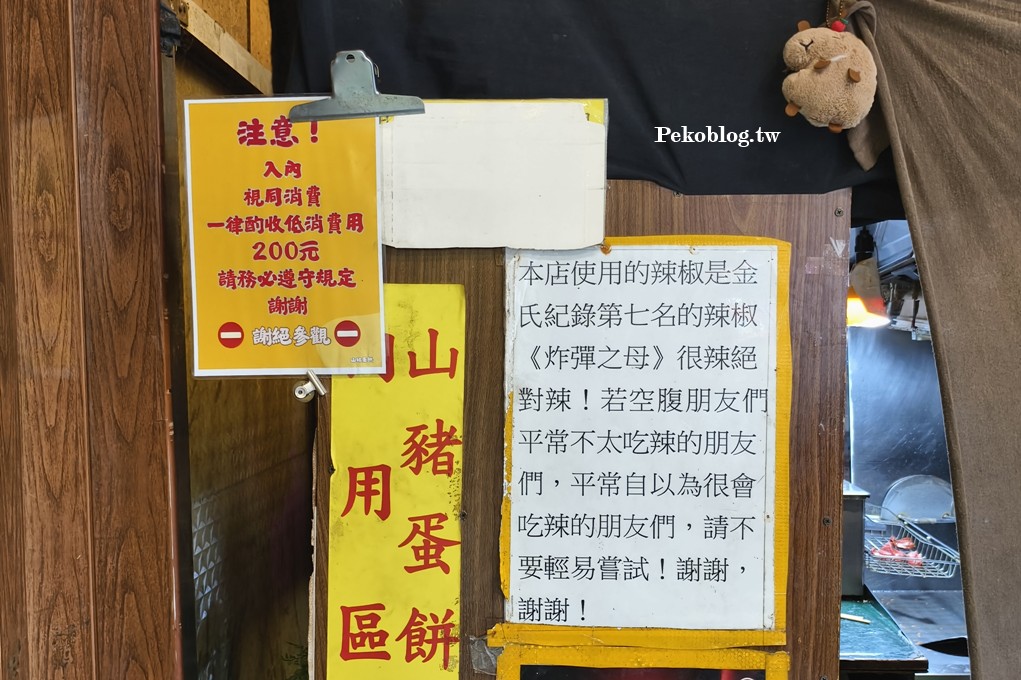 注意！
入內
視同消費
一律酌收低消費用
200元
請務必遵守規定
謝謝
謝絕參觀
Pekoblog.tw
本店使用的辣椒是金
氏紀錄第七名的辣椒
《炸彈之母》很辣絕
對辣！若空腹朋友們
平常不太吃辣的朋友
們，平常自以為很會
吃辣的朋友們，請不
要輕易嘗試！謝謝，
謝謝！
山豬蛋餅
內用區